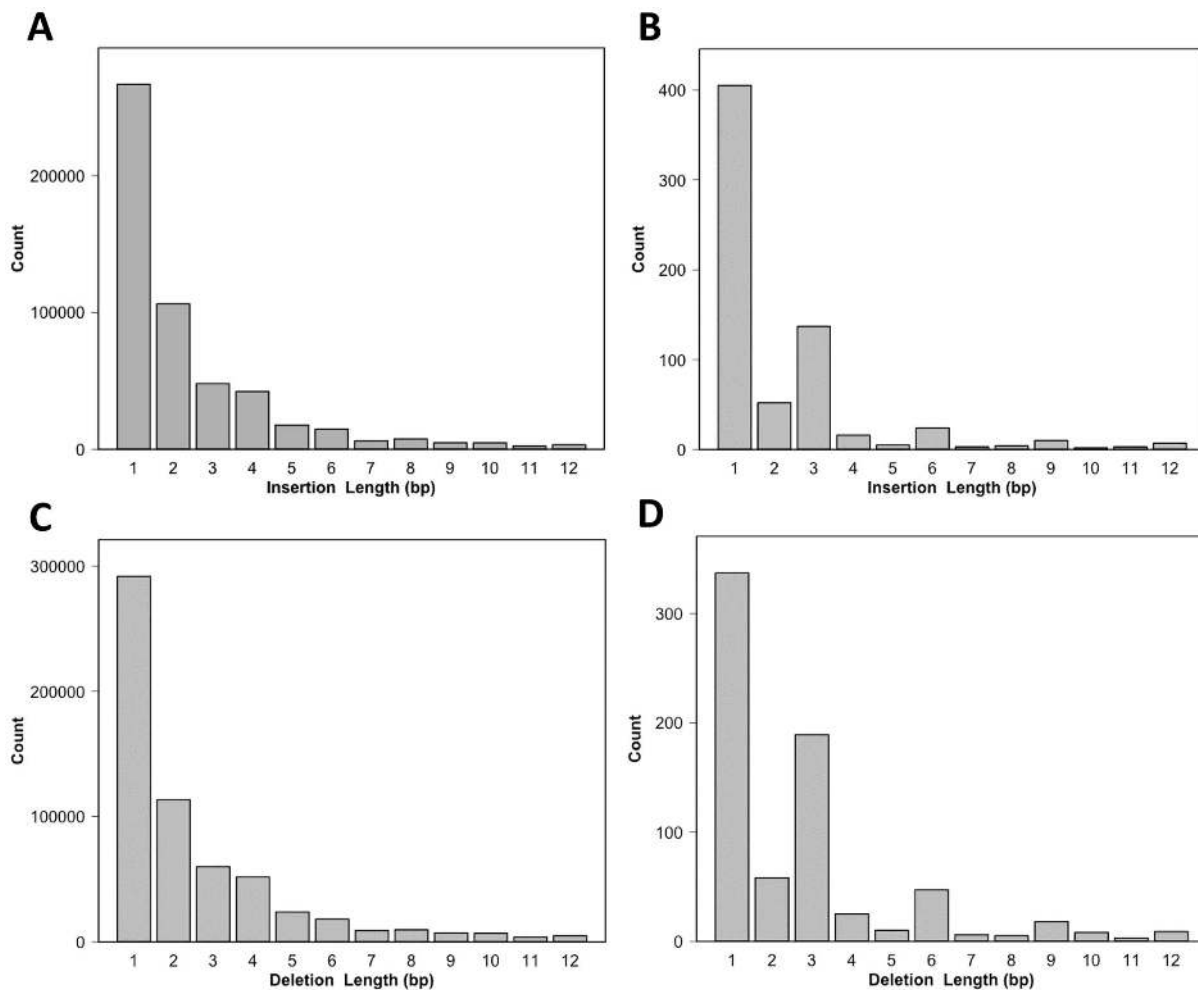 A
Count
200000
100000
0
1 2 3 4 5 6 7 8 9 10 11 12
Insertion Length (bp)
B
Count
400
300
200
100
0
1 2 3 4 5 6 7 8 9 10 11 12
Insertion Length (bp)
C
Count
300000
200000
100000
0
1 2 3 4 5 6 7 8 9 10 11 12
Deletion Length (bp)
D
Count
300
200
100
0
1 2 3 4 5 6 7 8 9 10 11 12
Deletion Length (bp)